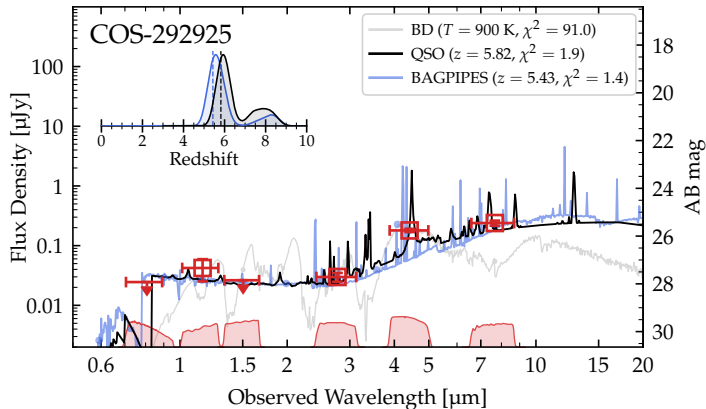 COS-292925
BD (T = 900 K, χ² = 91.0)
QSO (z = 5.82, χ² = 1.9)
BAGPIPES (z = 5.43, χ² = 1.4)
100
10
1
0.1
0.01
Flux Density [μJy]
0 2 4 6 8 10
Redshift
18
20
22
24
26
28
30
AB mag
0.6 1 1.5 2 3 4 5 7 10 15 20
Observed Wavelength [μm]